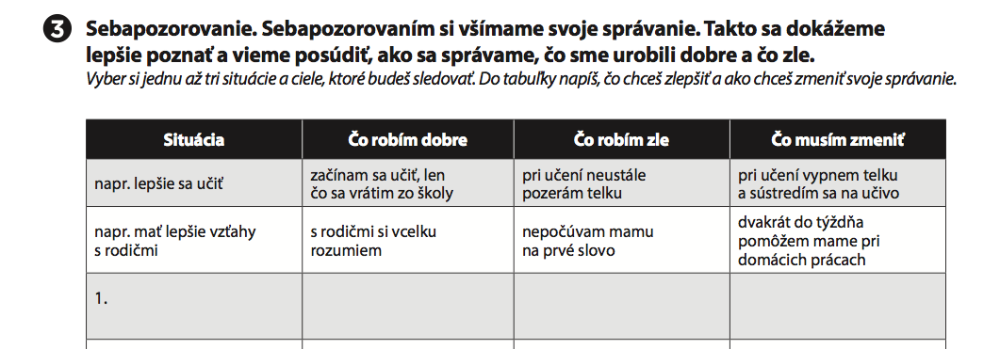 3 Sebapozorovanie. Sebapozorovaním si všímame svoje správanie. Takto sa dokážeme
lepšie poznať a vieme posúdiť, ako sa správame, čo sme urobili dobre a čo zle.
Vyber si jednu až tri situácie a ciele, ktoré budeš sledovať. Do tabuľky napíš, čo chceš zlepšiť a ako chceš zmeniť svoje správanie.
Situácia
Čo robím dobre
Čo robím zle
Čo musím zmeniť
napr. lepšie sa učiť
začínam sa učiť, len
čo sa vrátim zo školy
pri učení neustále
pozerám telku
pri učení vypnem telku
a sústredím sa na učivo
napr. mať lepšie vzťahy
s rodičmi
s rodičmi si vcelku
rozumiem
nepočúvam mamu
na prvé slovo
dvakrát do týždňa
pomôžem mame pri
domácich prácach
1.